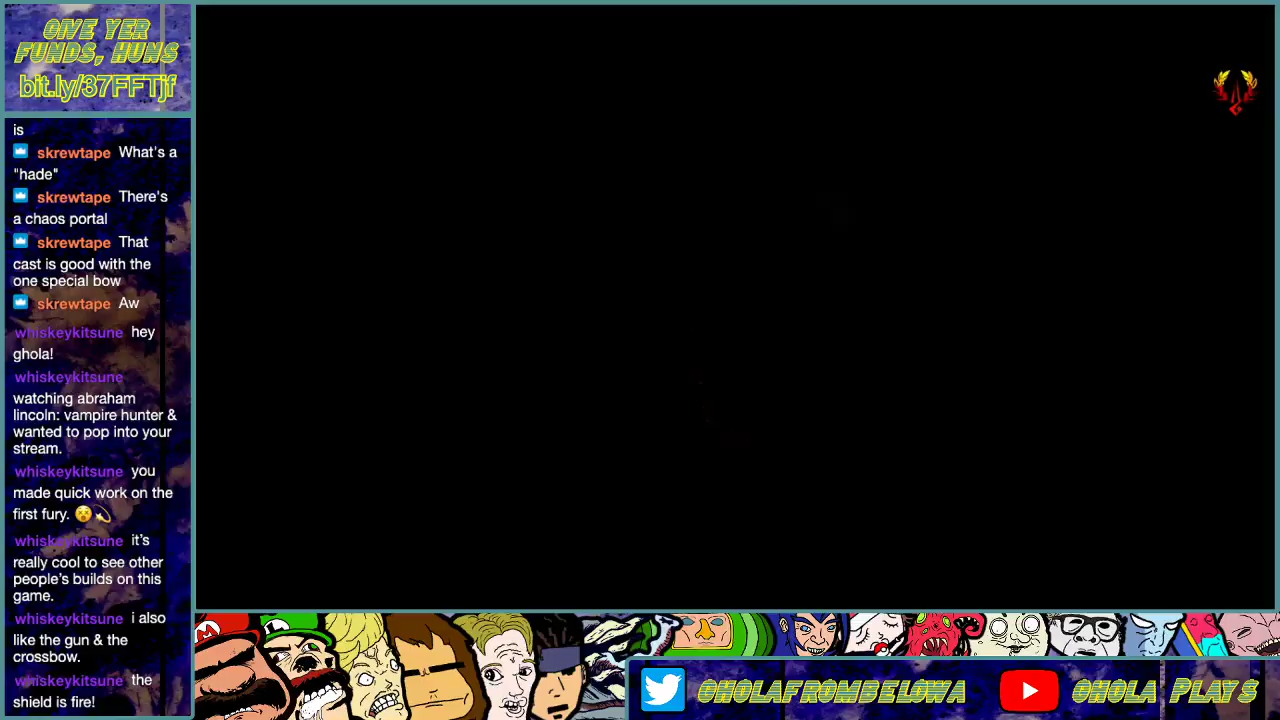 GIVE YER
FUNDS, HUNS
bit.ly/37FFTjf
is
skrewtape What's a
"hade"
skrewtape There's
a chaos portal
skrewtape That
cast is good with the
one special bow
skrewtape Aw
whiskeykitsune hey
ghola!
whiskeykitsune
watching abraham
lincoln: vampire hunter &
wanted to pop into your
stream.
whiskeykitsune you
made quick work on the
first fury. 😵💫
whiskeykitsune it’s
really cool to see other
people’s builds on this
game.
whiskeykitsune i also
like the gun & the
crossbow.
whiskeykitsune the
shield is fire!
M
GHOLAFROMBELOWA
GHOLA PLAYS